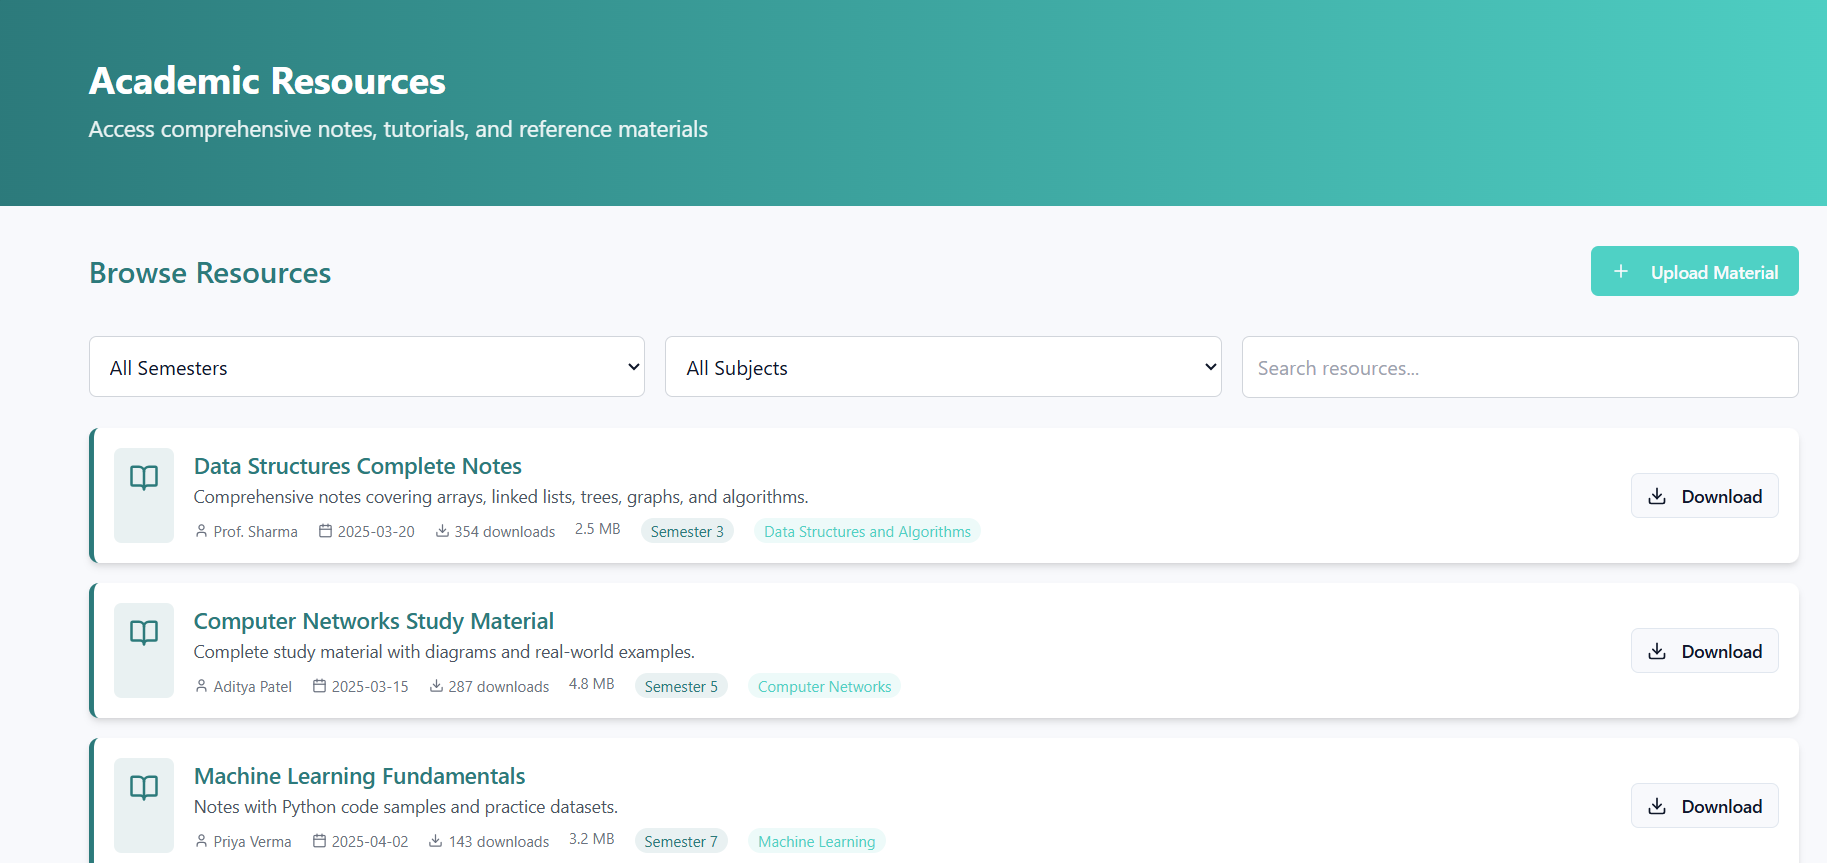 Academic Resources
Access comprehensive notes, tutorials, and reference materials
Browse Resources
Upload Material
All Semesters
All Subjects
Search resources...
Data Structures Complete Notes
Comprehensive notes covering arrays, linked lists, trees, graphs, and algorithms.
Prof. Sharma 2025-03-20 354 downloads 2.5 MB Semester 3 Data Structures and Algorithms
Download
Computer Networks Study Material
Complete study material with diagrams and real-world examples.
Aditya Patel 2025-03-15 287 downloads 4.8 MB Semester 5 Computer Networks
Download
Machine Learning Fundamentals
Notes with Python code samples and practice datasets.
Priya Verma 2025-04-02 143 downloads 3.2 MB Semester 7 Machine Learning
Download